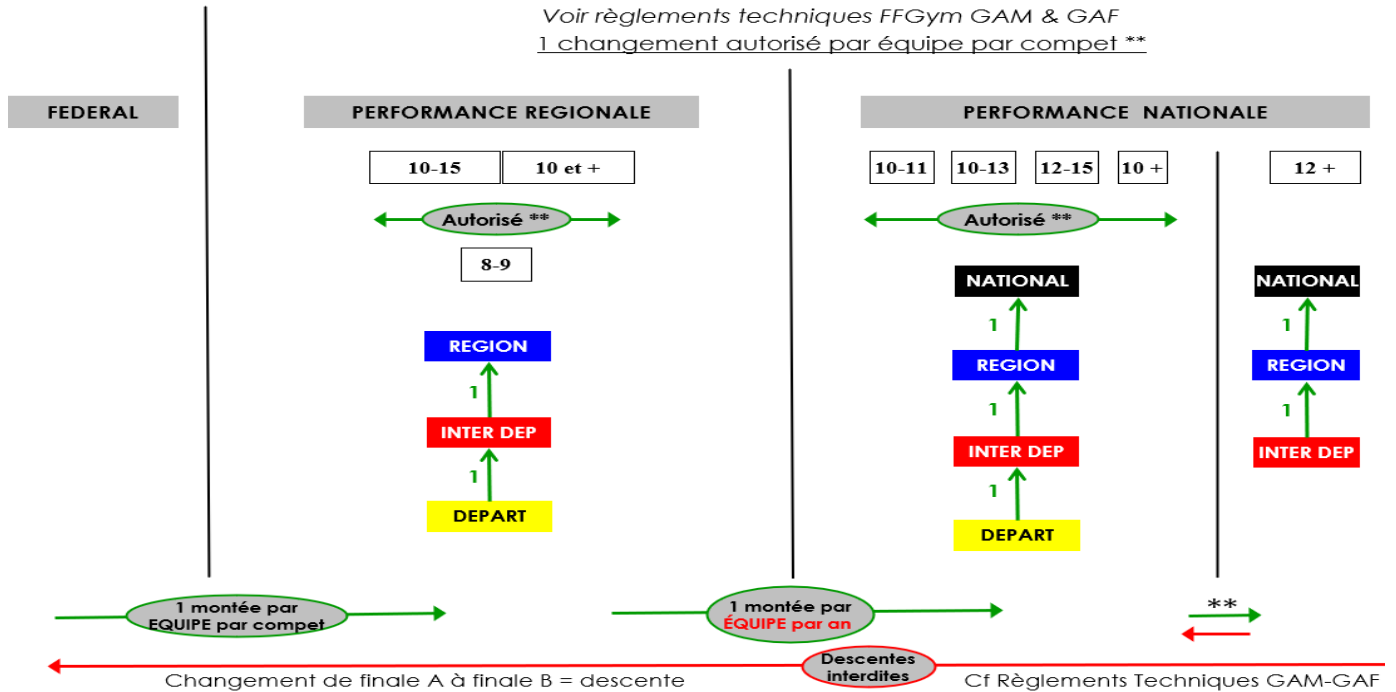 Voir règlements techniques FFGym GAM & GAF
1 changement autorisé par équipe par compet **
FEDERAL
PERFORMANCE REGIONALE
PERFORMANCE NATIONALE
10-15
10 et +
10-11
10-13
12-15
10 +
12 +
Autorisé **
Autorisé **
8-9
NATIONAL
NATIONAL
1
1
REGION
REGION
REGION
1
1
1
INTER DEP
INTER DEP
INTER DEP
1
1
DEPART
DEPART
1 montée par
EQUIPE par compet
1 montée par
ÉQUIPE par an
**
Descentes
interdites
Changement de finale A à finale B = descente
Cf Règlements Techniques GAM-GAF